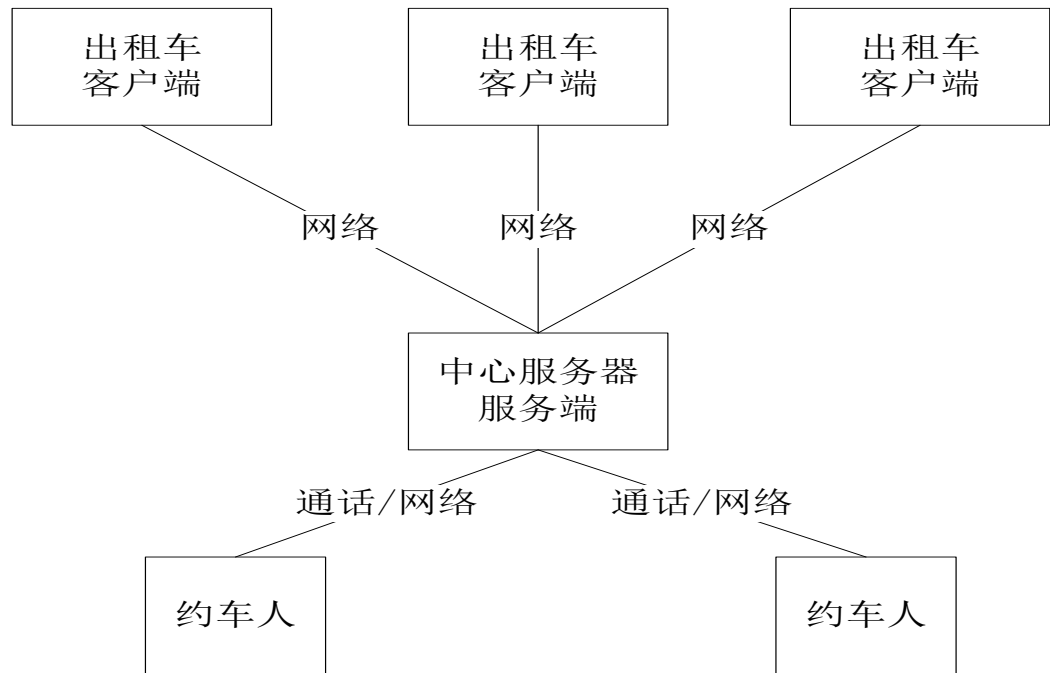 出租车
客户端
出租车
客户端
出租车
客户端
网络
网络
网络
中心服务器
服务端
通话/网络
通话/网络
约车人
约车人